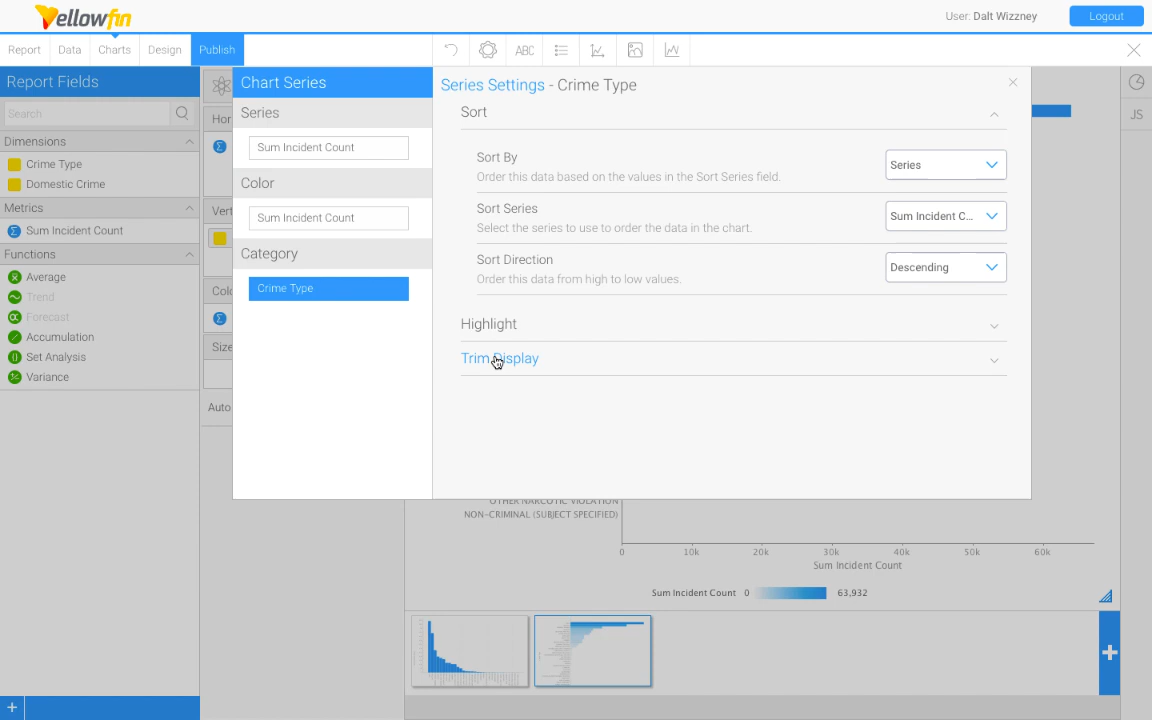 Yellowfin
User: Dalt Wizzney
Logout
Report
Data
Charts
Design
Publish
ABC
Report Fields
Search
Dimensions
Crime Type
Domestic Crime
Metrics
Sum Incident Count
Functions
Average
Trend
Forecast
Accumulation
Set Analysis
Variance
Hor
Vert
Colo
Size
Auto
Chart Series
Series
Sum Incident Count
Color
Sum Incident Count
Category
Crime Type
Series Settings - Crime Type
Sort
Sort By
Order this data based on the values in the Sort Series field.
Series
Sort Series
Select the series to use to order the data in the chart.
Sum Incident C...
Sort Direction
Order this data from high to low values.
Descending
Highlight
Trim Display
JS
OTHER NARCOTIC VIOLATION
NON-CRIMINAL (SUBJECT SPECIFIED)
0 10k 20k 30k 40k 50k 60k
Sum Incident Count
Sum Incident Count 0 63,932